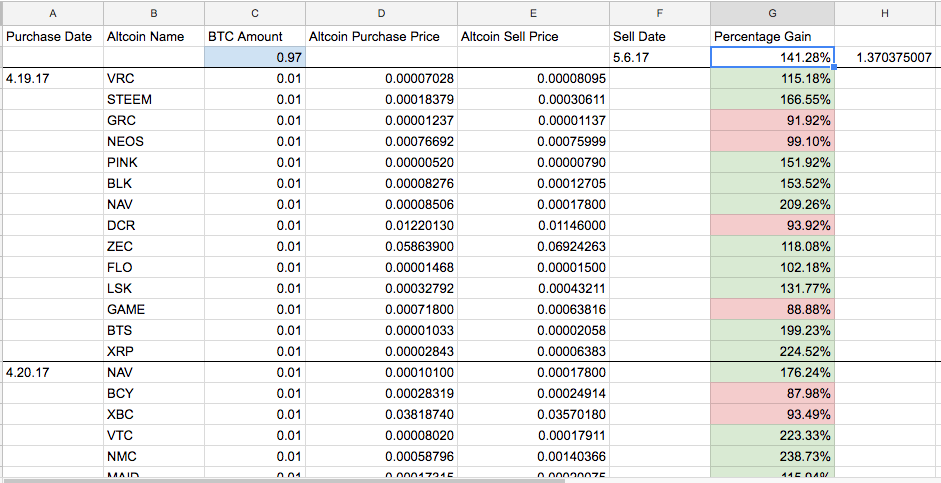 A B C D E F G H
Purchase Date Altcoin Name BTC Amount Altcoin Purchase Price Altcoin Sell Price Sell Date Percentage Gain
0.97 5.6.17 141.28% 1.370375007
4.19.17 VRC 0.01 0.00007028 0.00008095 115.18%
STEEM 0.01 0.00018379 0.00030611 166.55%
GRC 0.01 0.00001237 0.00001137 91.92%
NEOS 0.01 0.00076692 0.00075999 99.10%
PINK 0.01 0.00000520 0.00000790 151.92%
BLK 0.01 0.00008276 0.00012705 153.52%
NAV 0.01 0.00008506 0.00017800 209.26%
DCR 0.01 0.01220130 0.01146000 93.92%
ZEC 0.01 0.05863900 0.06924263 118.08%
FLO 0.01 0.00001468 0.00001500 102.18%
LSK 0.01 0.00032792 0.00043211 131.77%
GAME 0.01 0.00071800 0.00063816 88.88%
BTS 0.01 0.00001033 0.00002058 199.23%
XRP 0.01 0.00002843 0.00006383 224.52%
4.20.17 NAV 0.01 0.00010100 0.00017800 176.24%
BCY 0.01 0.00028319 0.00024914 87.98%
XBC 0.01 0.03818740 0.03570180 93.49%
VTC 0.01 0.00008020 0.00017911 223.33%
NMC 0.01 0.00058796 0.00140366 238.73%
MAID 0.01